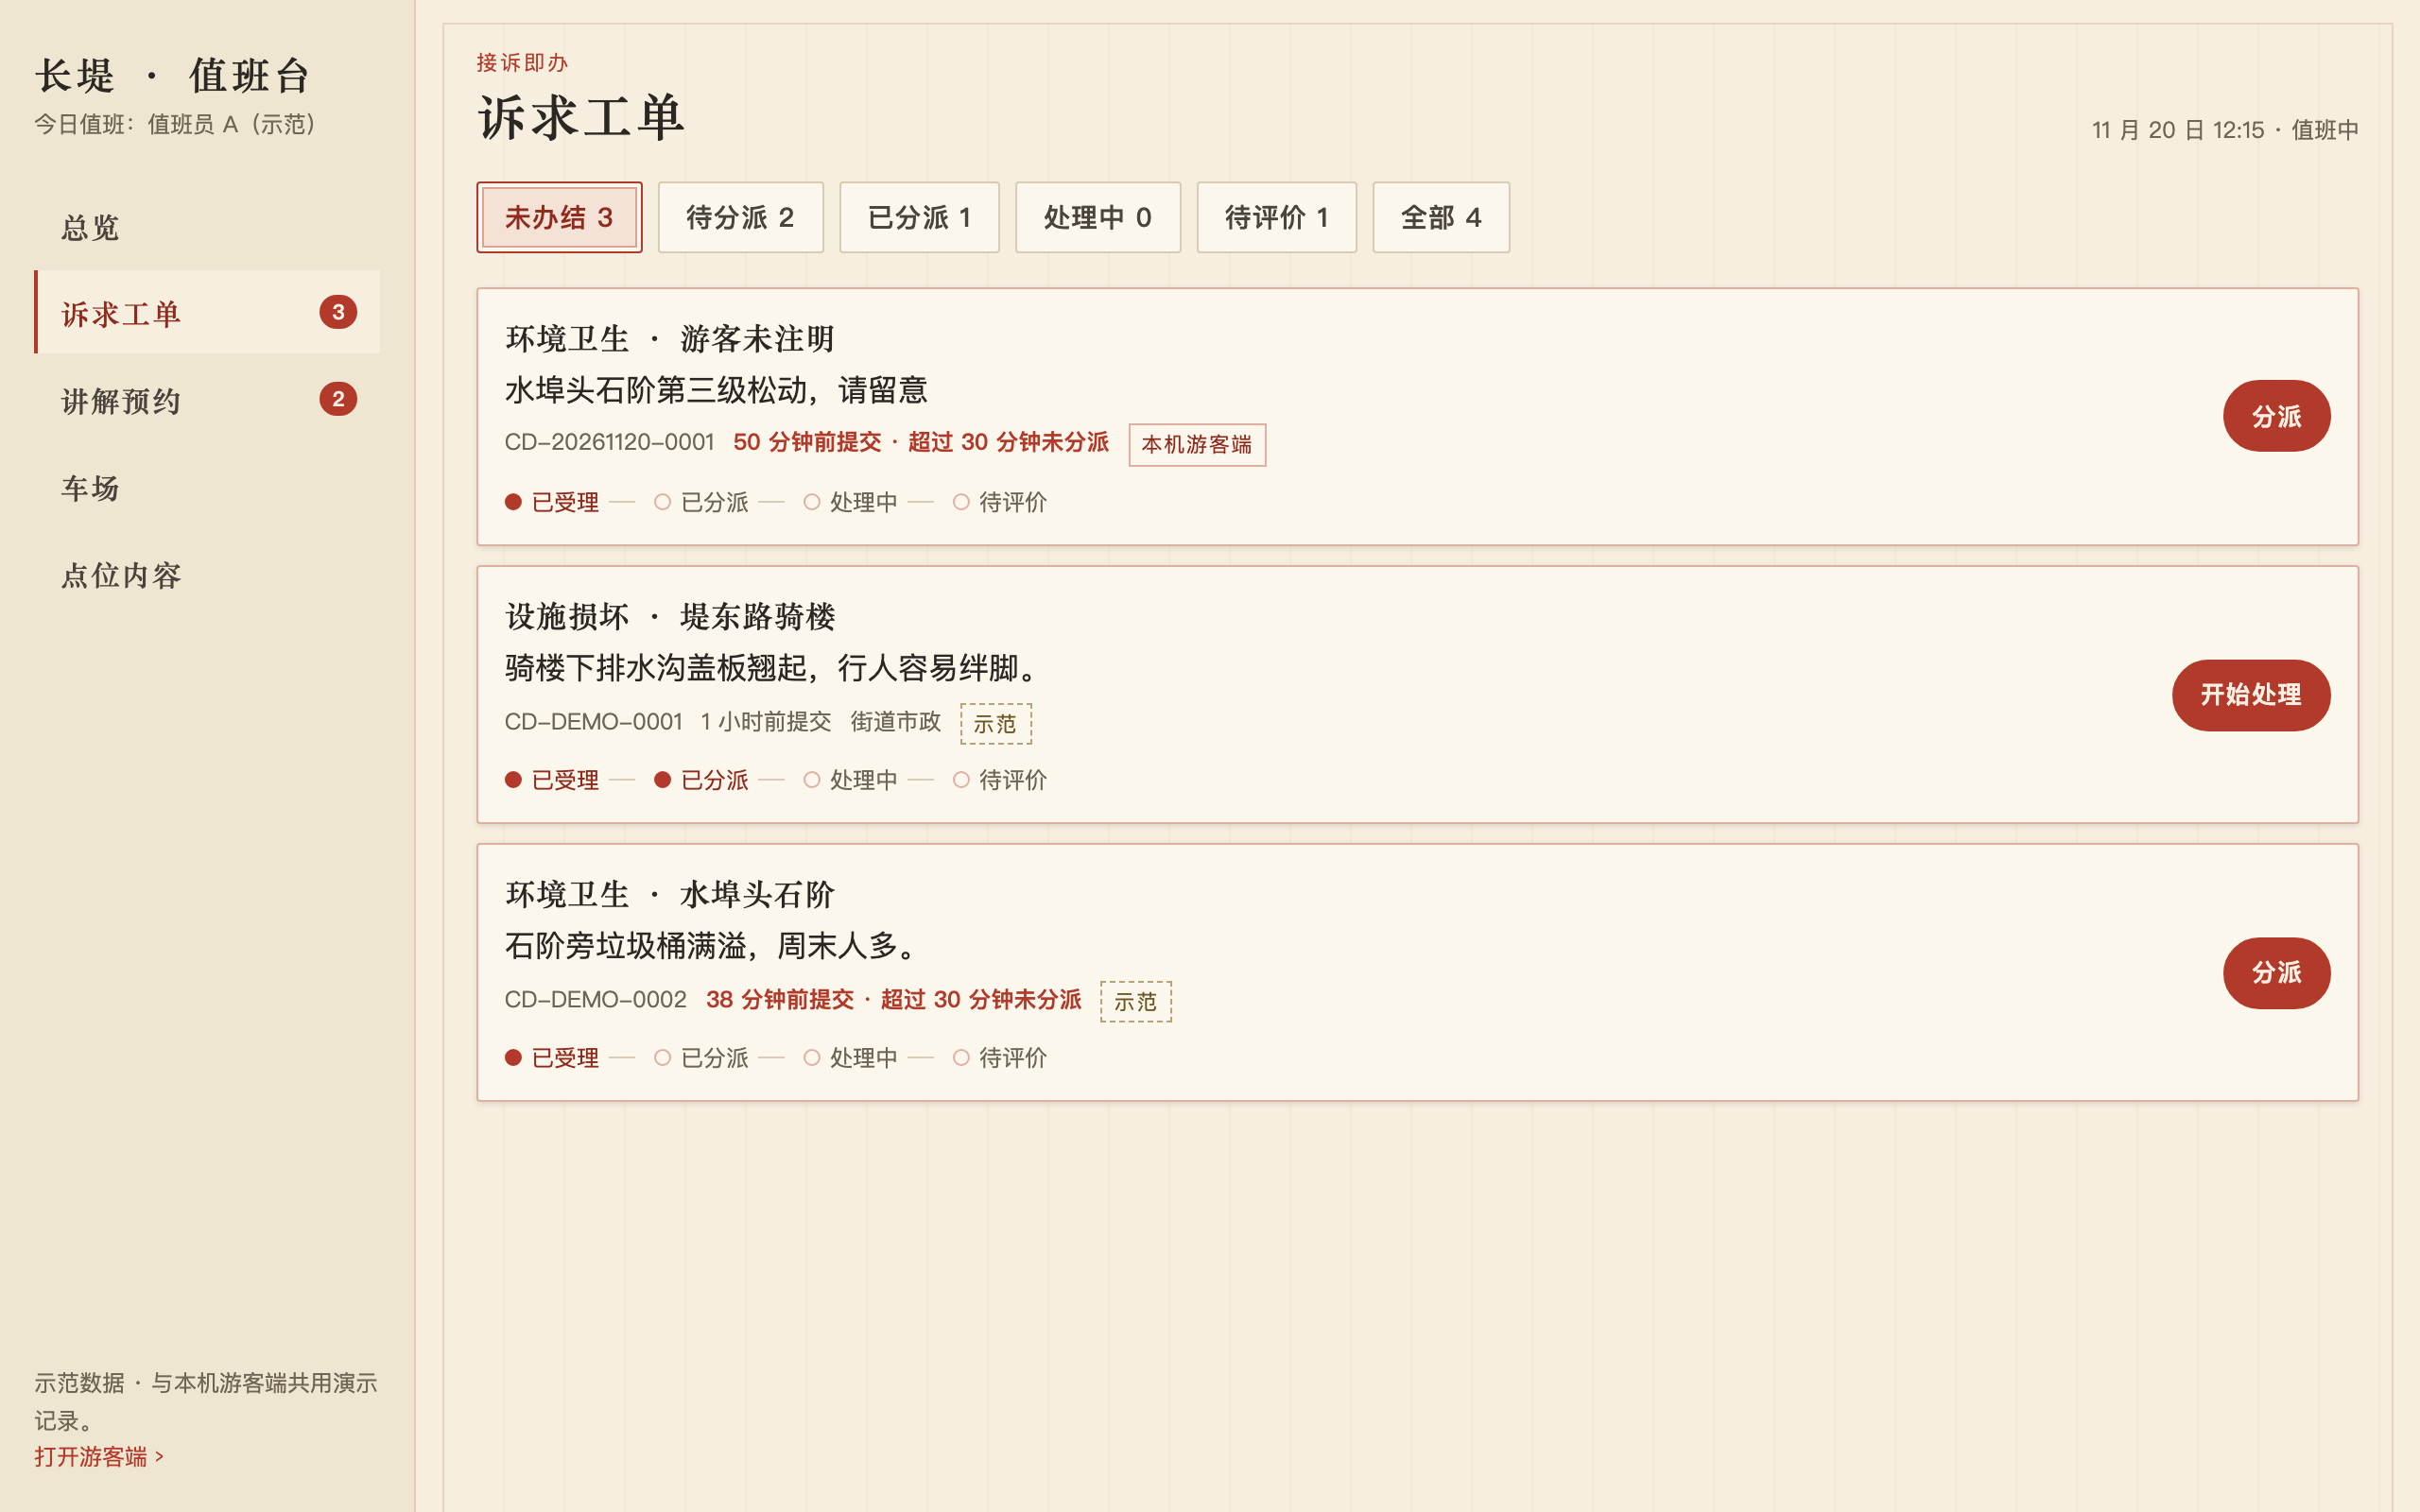 长堤 · 值班台
今日值班：值班员 A（示范）
总览
诉求工单 3
讲解预约 2
车场
点位内容
示范数据 · 与本机游客端共用演示
记录。
打开游客端 ›
接诉即办
诉求工单
11 月 20 日 12:15 · 值班中
未办结 3 待分派 2 已分派 1 处理中 0 待评价 1 全部 4
环境卫生 · 游客未注明
水埠头石阶第三级松动，请留意
CD-20261120-0001 50 分钟前提交 · 超过 30 分钟未分派 本机游客端
已受理 已分派 处理中 待评价
分派
设施损坏 · 堤东路骑楼
骑楼下排水沟盖板翘起，行人容易绊脚。
CD-DEMO-0001 1 小时前提交 街道市政 示范
已受理 已分派 处理中 待评价
开始处理
环境卫生 · 水埠头石阶
石阶旁垃圾桶满溢，周末人多。
CD-DEMO-0002 38 分钟前提交 · 超过 30 分钟未分派 示范
已受理 已分派 处理中 待评价
分派